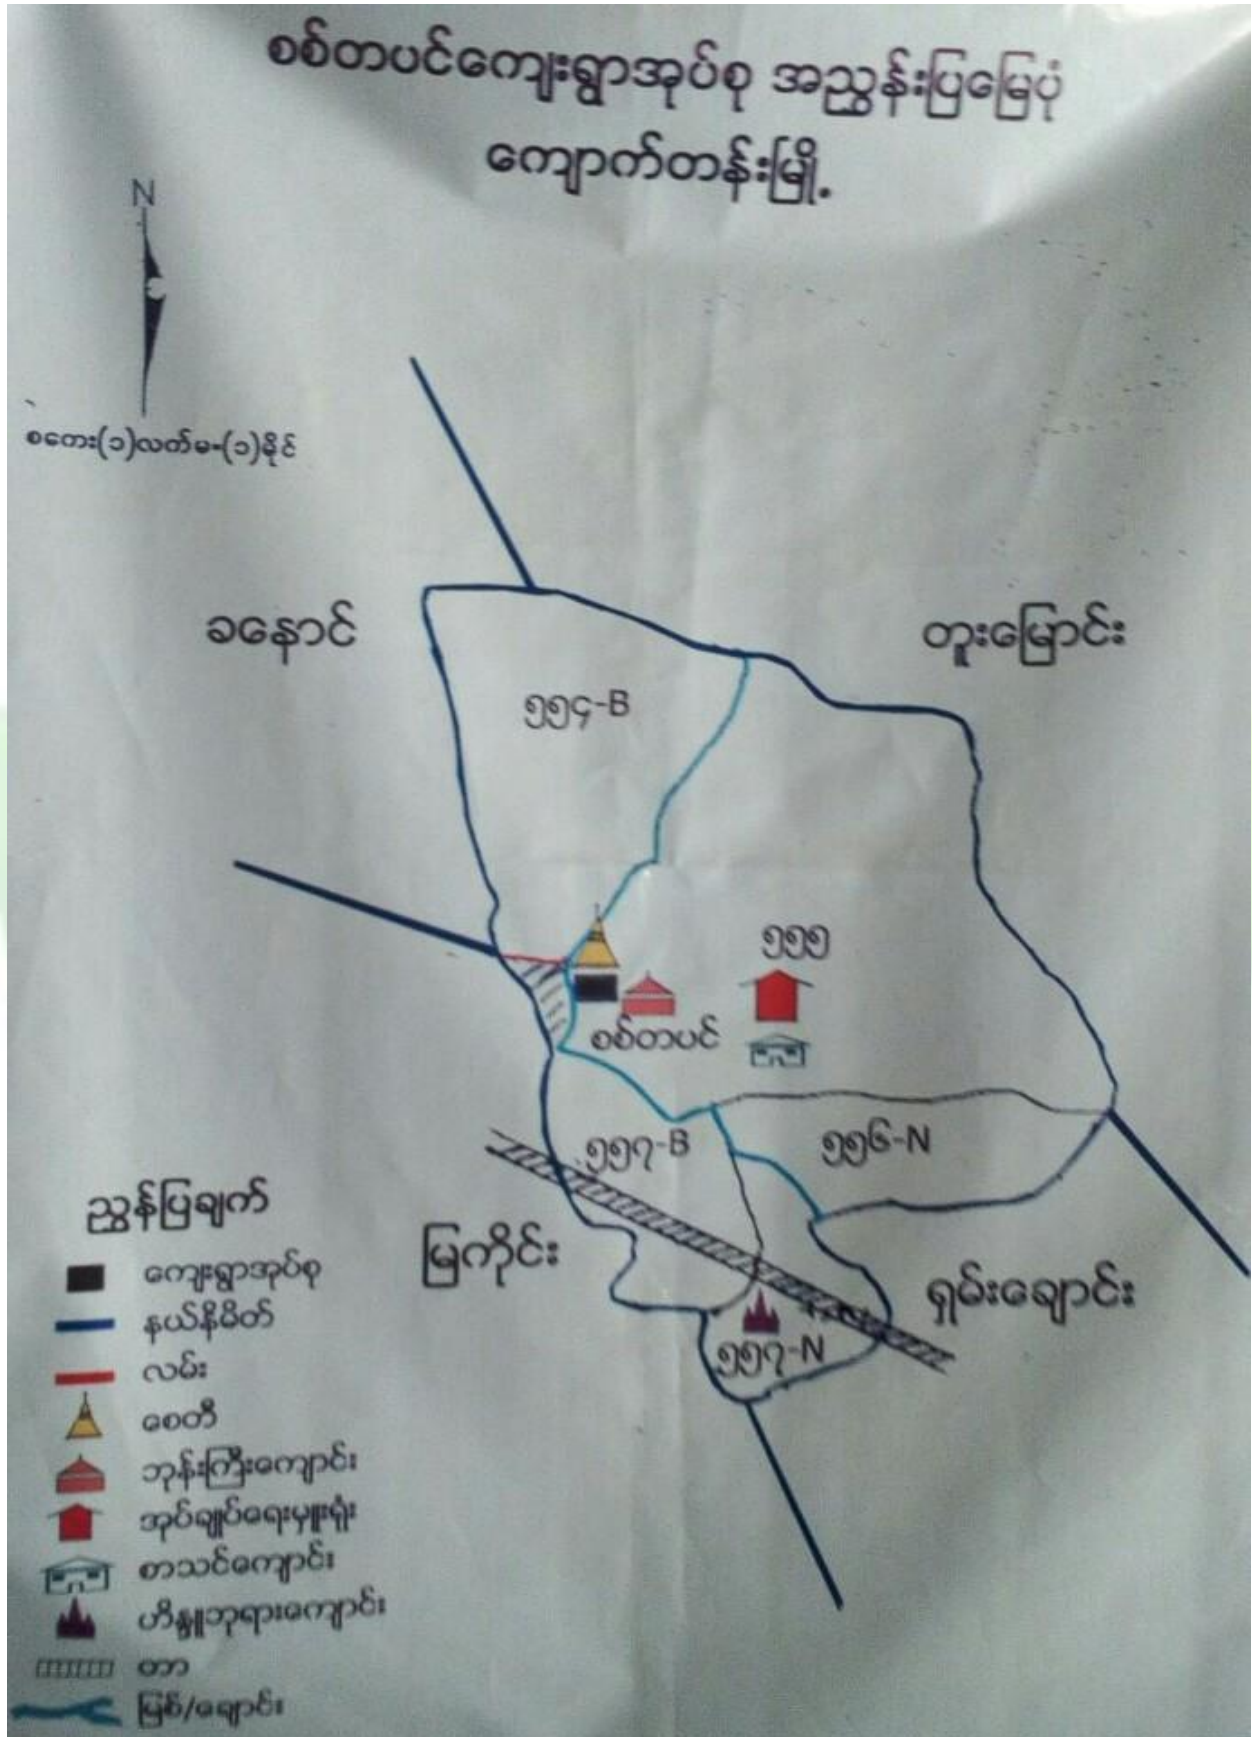 စစ်တပင်ကျေးရွာအုပ်စု အညွှန်းပြမြေပုံ
ကျောက်တန်းမြို့
N
စကေး(၁)လက်မ-(၁)မိုင်
ခနောင်
တူးမြောင်း
၅၅၄-B
၅၅၅
စစ်တပင်
၅၅၇-B
၅၅၆-N
မြကိုင်း
ရှမ်းချောင်း
၅၅၇-N
ညွှန်ပြချက်
ကျေးရွာအုပ်စု
နယ်နိမိတ်
လမ်း
စေတီ
ဘုန်းကြီးကျောင်း
အုပ်ချုပ်ရေးမှူးရုံး
စာသင်ကျောင်း
ဟိန္ဒူဘုရားကျောင်း
တာ
မြစ်/ချောင်း